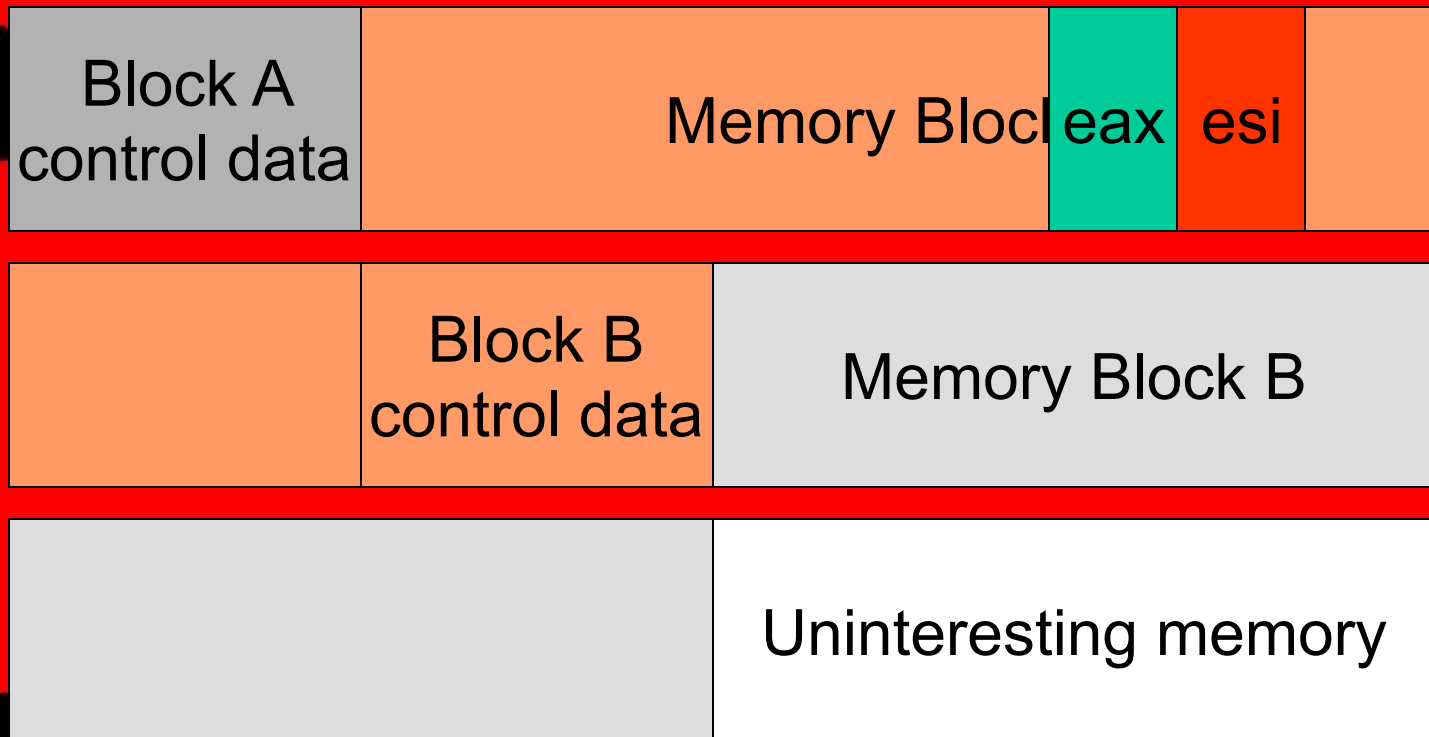 Block A
control data
Memory Bloc
eax
esi
Block B
control data
Memory Block B
Uninteresting memory